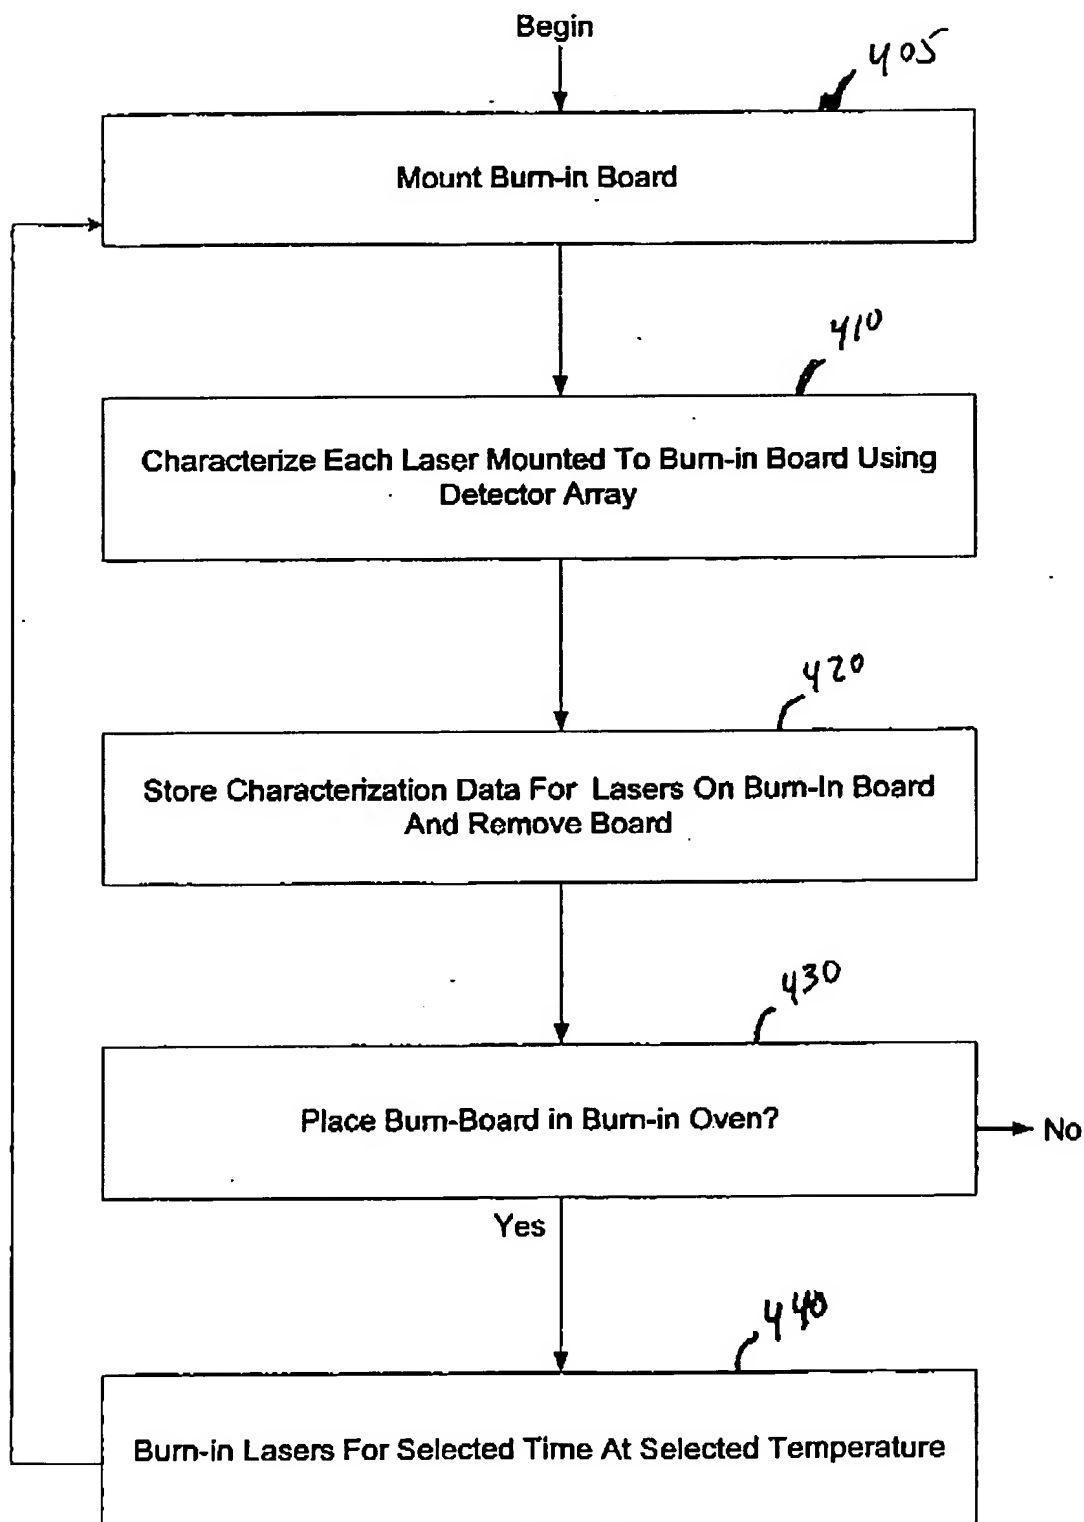 Begin
405
Mount Burn-in Board
410
Characterize Each Laser Mounted To Burn-in Board Using
Detector Array
420
Store Characterization Data For Lasers On Burn-In Board
And Remove Board
430
Place Burn-Board in Burn-in Oven?
No
Yes
440
Burn-in Lasers For Selected Time At Selected Temperature